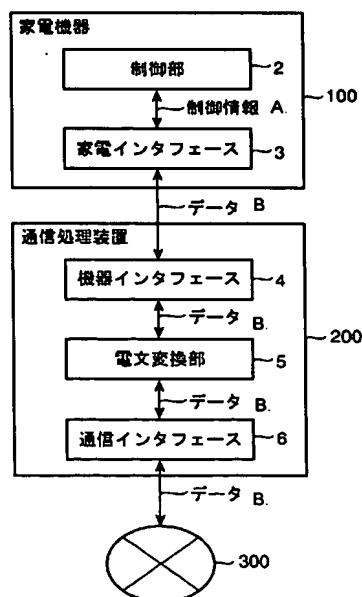 家電機器
制御部
2
制御情報 A.
100
家電インタフェース
3
データ B
通信処理装置
機器インタフェース
4
データ B.
200
電文変換部
5
データ B.
通信インタフェース
6
データ B.
300